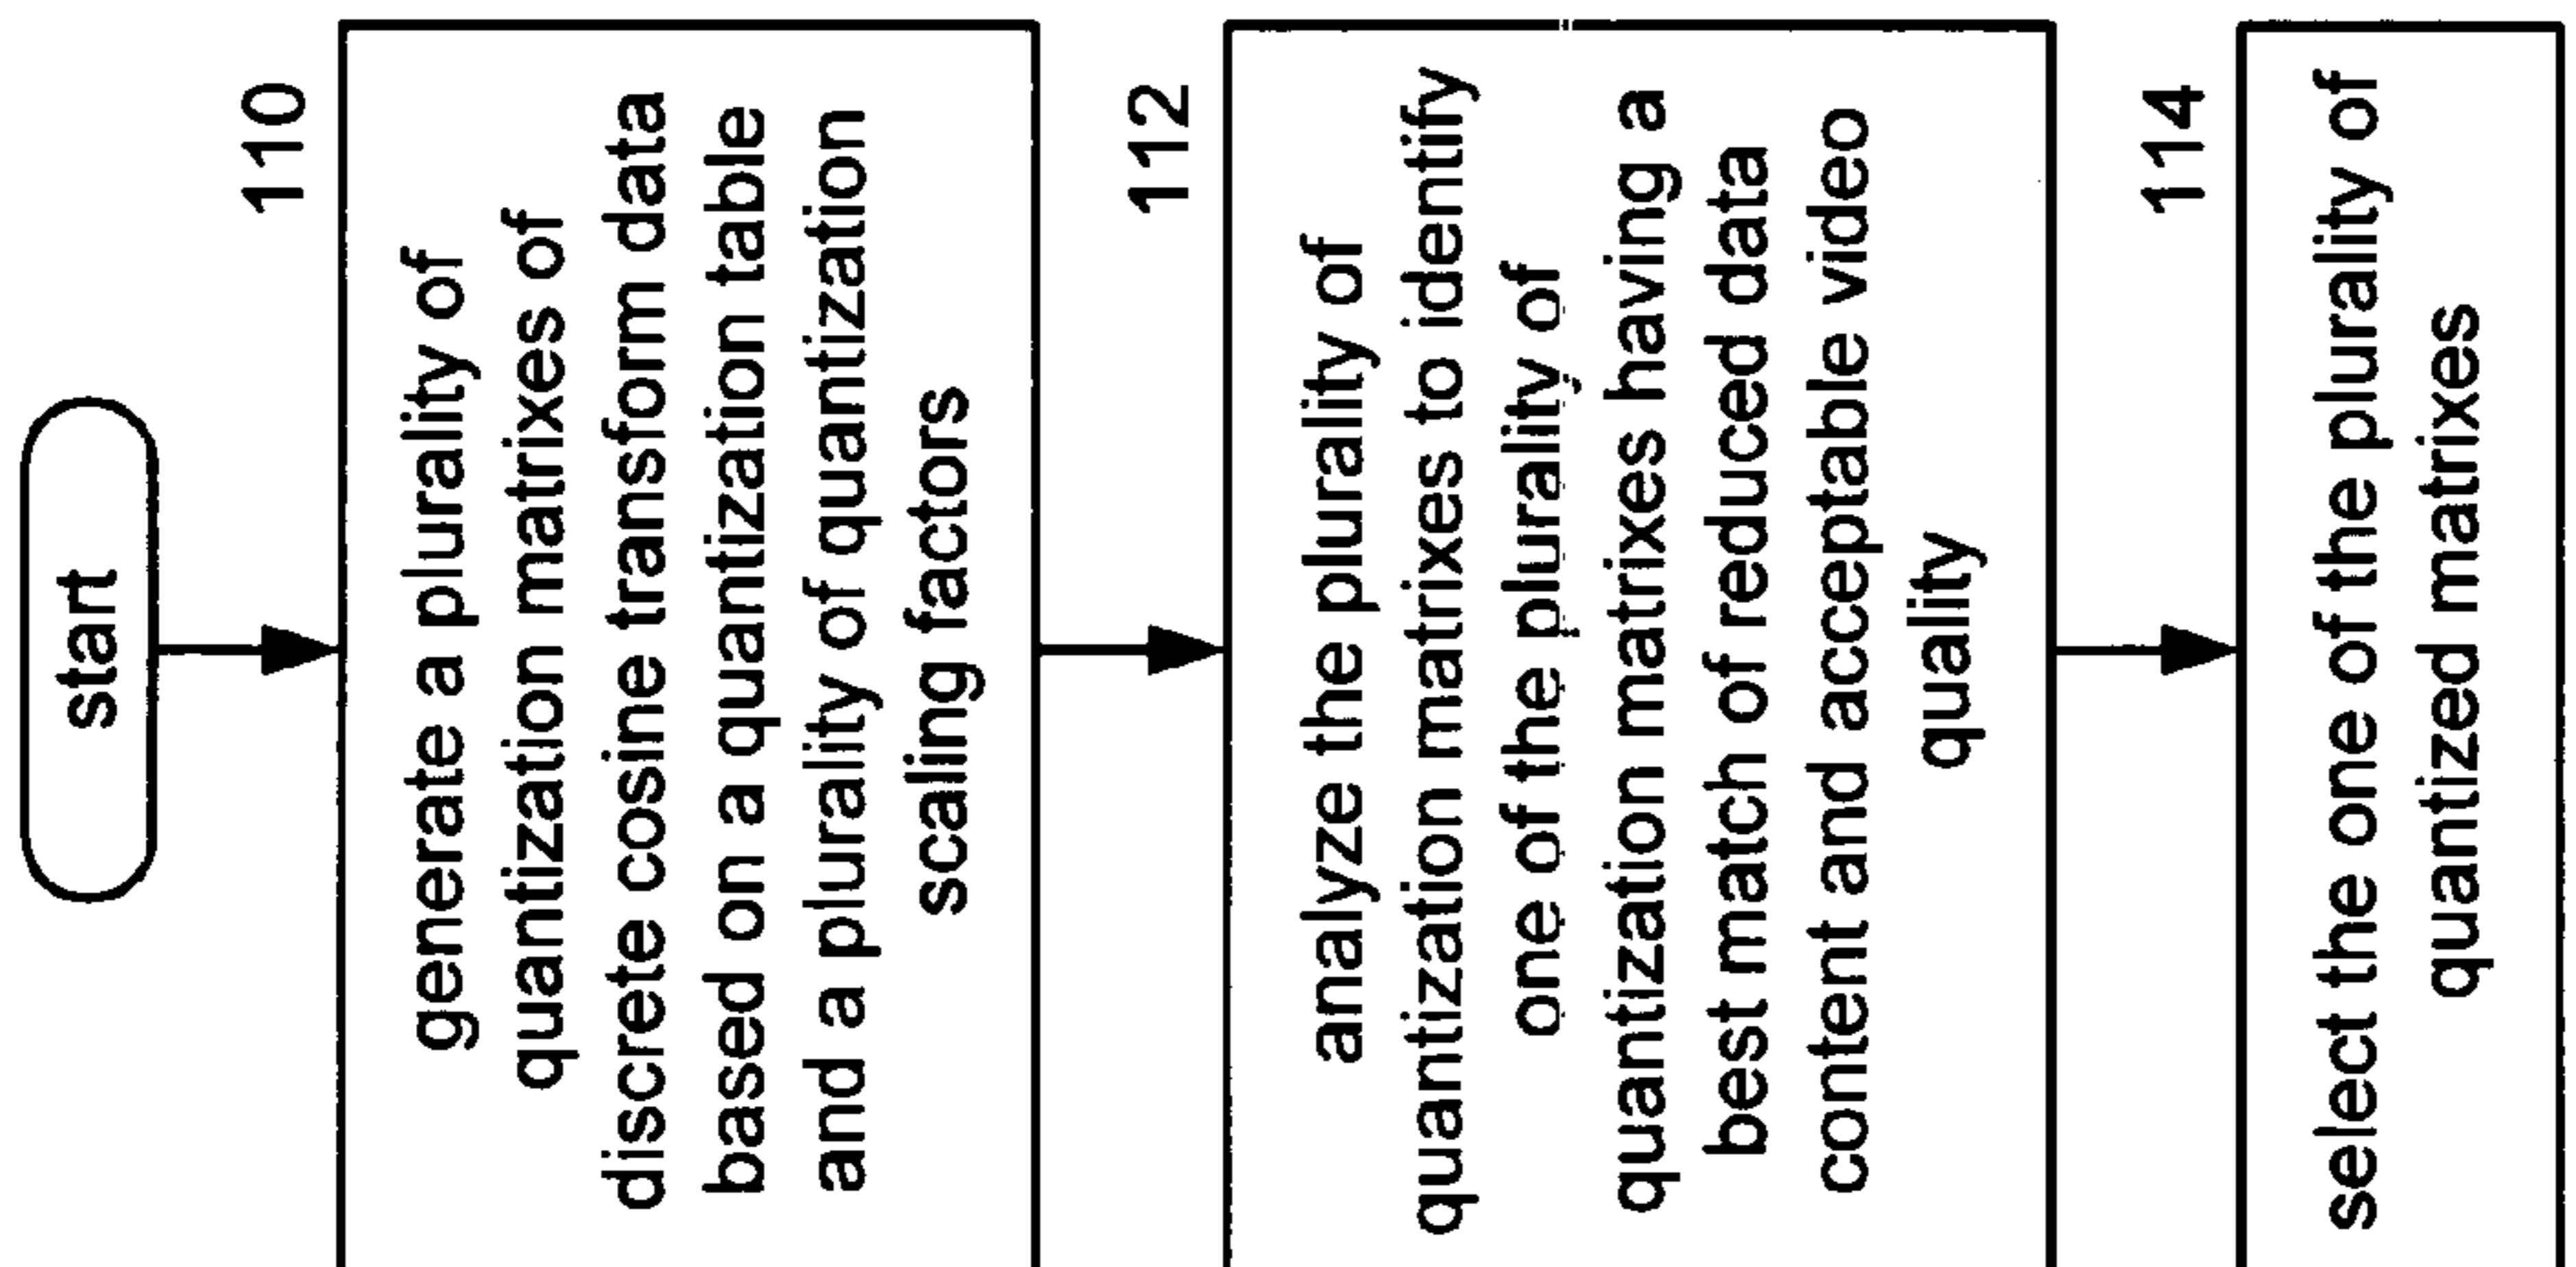 start
110
generate a plurality of
quantization matrixes of
discrete cosine transform data
based on a quantization table
and a plurality of quantization
scaling factors
112
analyze the plurality of
quantization matrixes to identify
one of the plurality of
quantization matrixes having a
best match of reduced data
content and acceptable video
quality
114
select the one of the plurality of
quantized matrixes